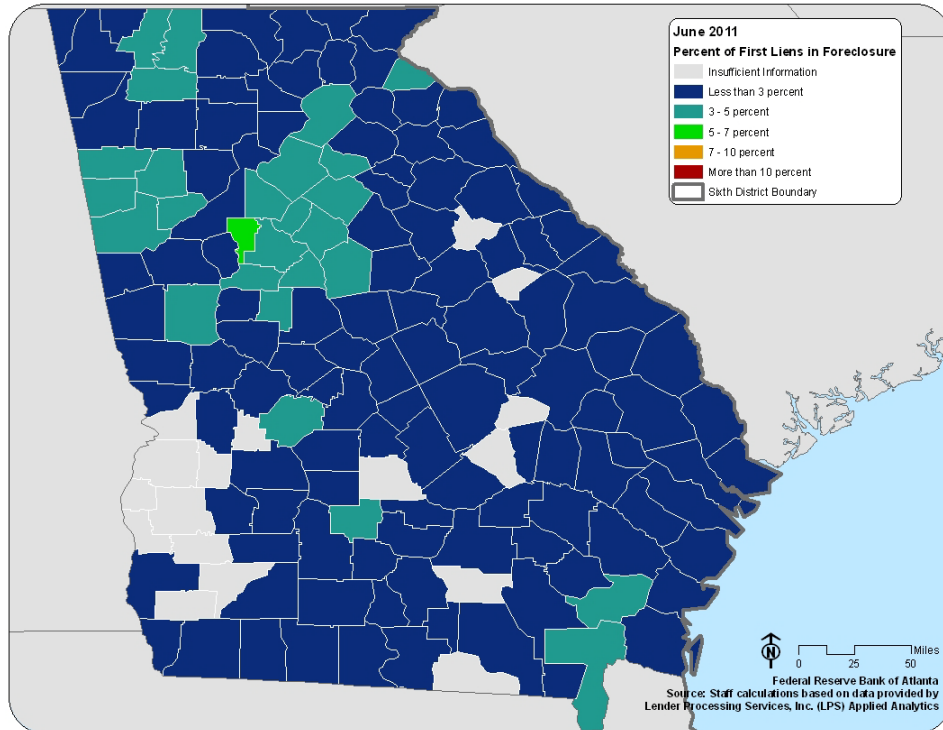 June 2011
Percent of First Liens in Foreclosure
Insufficient Information
Less than 3 percent
3 - 5 percent
5 - 7 percent
7 - 10 percent
More than 10 percent
Sixth District Boundary
N
Miles
0 25 50
Federal Reserve Bank of Atlanta
Source: Staff calculations based on data provided by
Lender Processing Services, Inc. (LPS) Applied Analytics